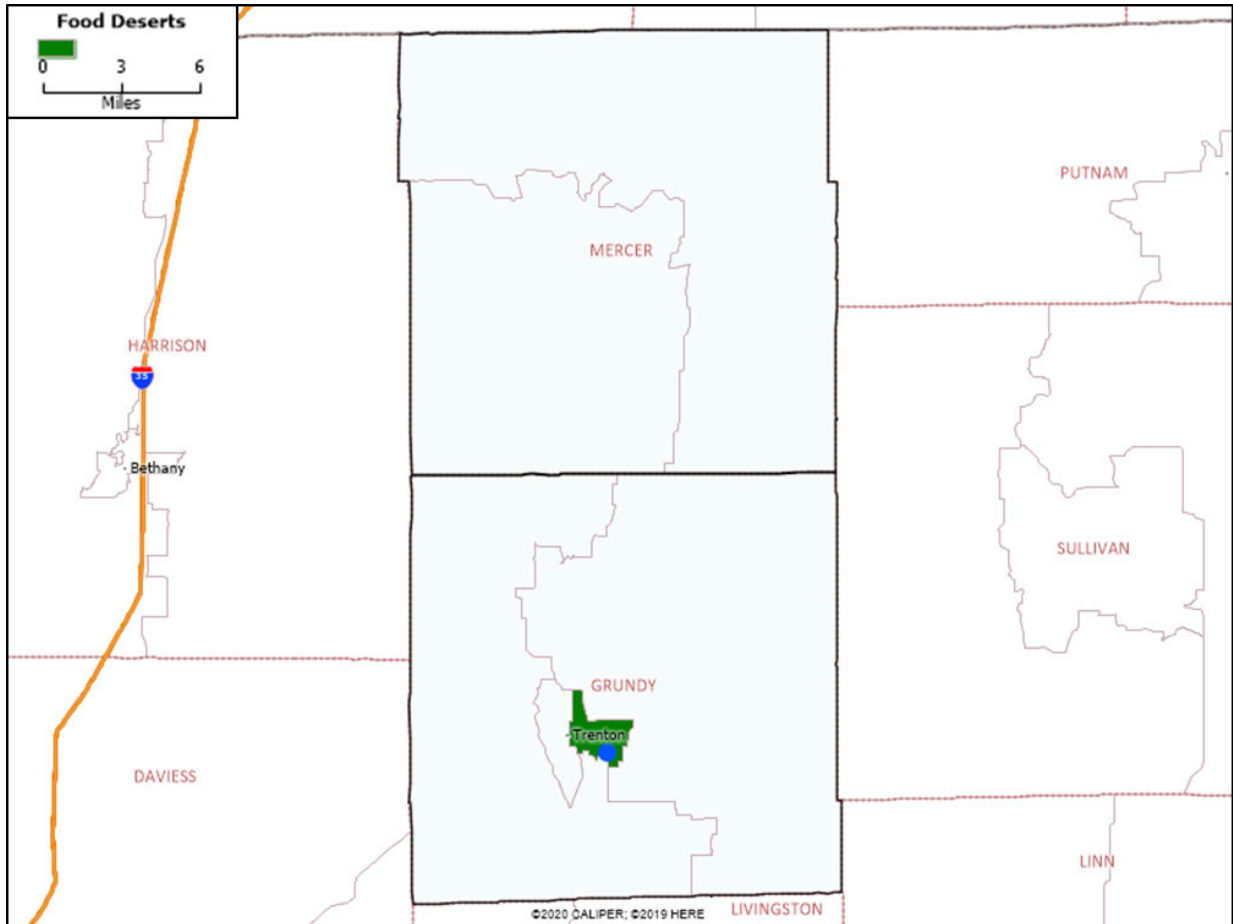 Food Deserts
0 3 6
Miles
PUTNAM
MERCER
HARRISON
35
Bethany
SULLIVAN
GRUNDY
Trenton
DAVIESS
LINN
©2020 CALIPER; ©2019 HERE
LIVINGSTON